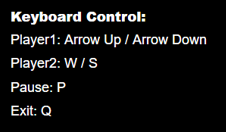 Keyboard Control:
Player1: Arrow Up / Arrow Down
Player2: W / S
Pause: P
Exit: Q